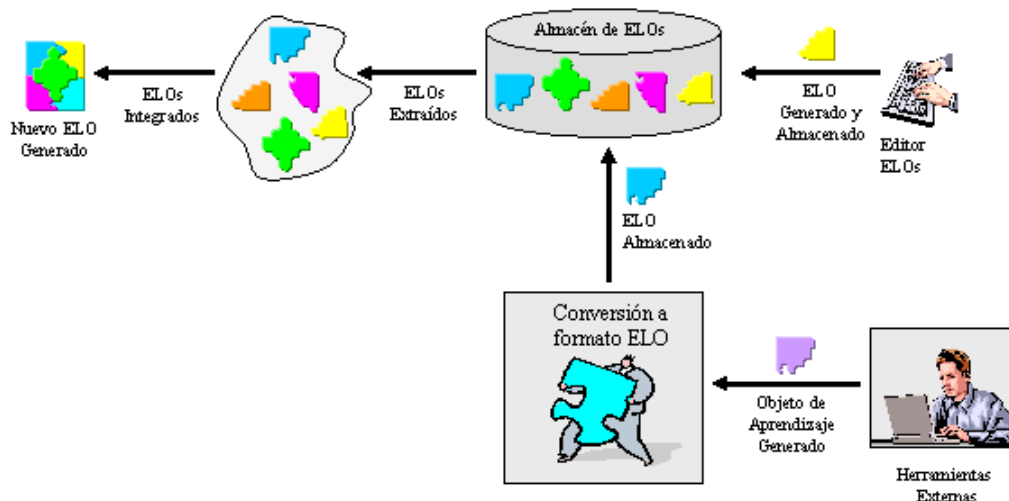 Almacén de ELOs
Nuevo ELO
Generado
ELOs
Integrados
ELOs
Extraídos
ELO
Generado y
Almacenado
Editor
ELOs
ELO
Almacenado
Conversión a
formato ELO
Objeto de
Aprendizaje
Generado
Herramientas
Externas